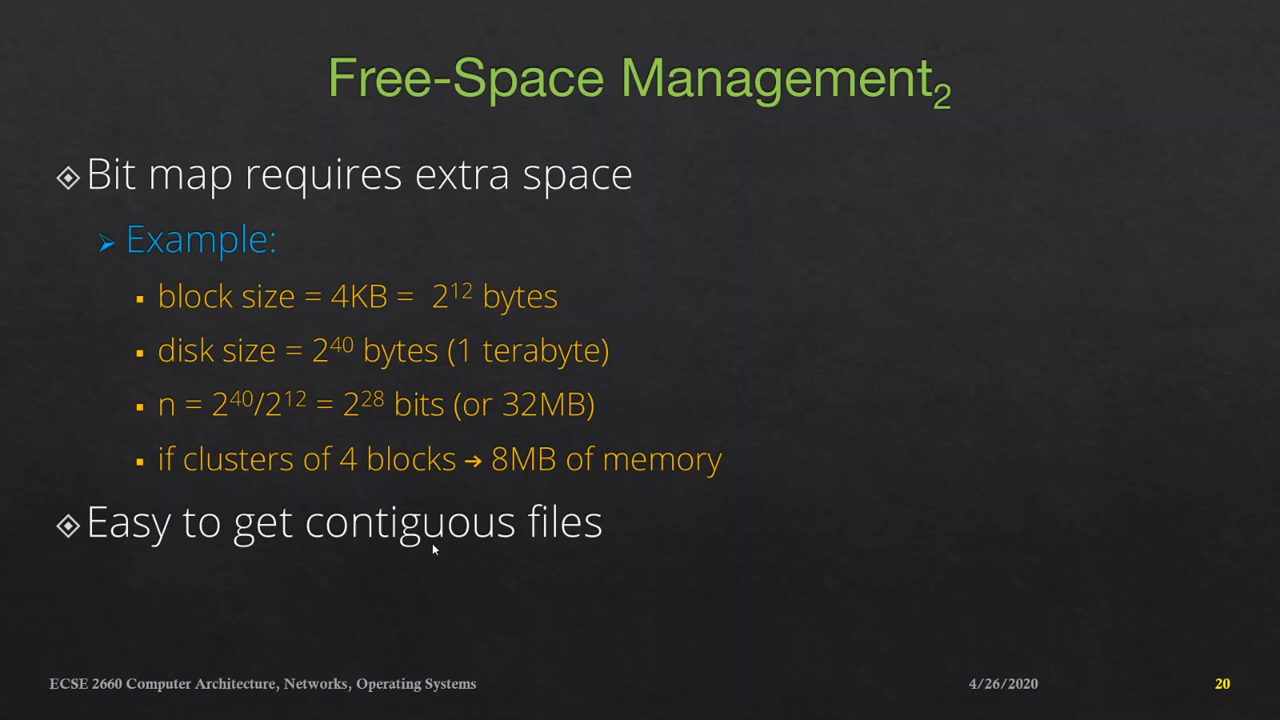 Free-Space Management₂
Bit map requires extra space
Example:
block size = 4KB = 2¹² bytes
disk size = 2⁴⁰ bytes (1 terabyte)
n = 2⁴⁰/2¹² = 2²⁸ bits (or 32MB)
if clusters of 4 blocks → 8MB of memory
Easy to get contiguous files
ECSE 2660 Computer Architecture, Networks, Operating Systems 4/26/2020 20